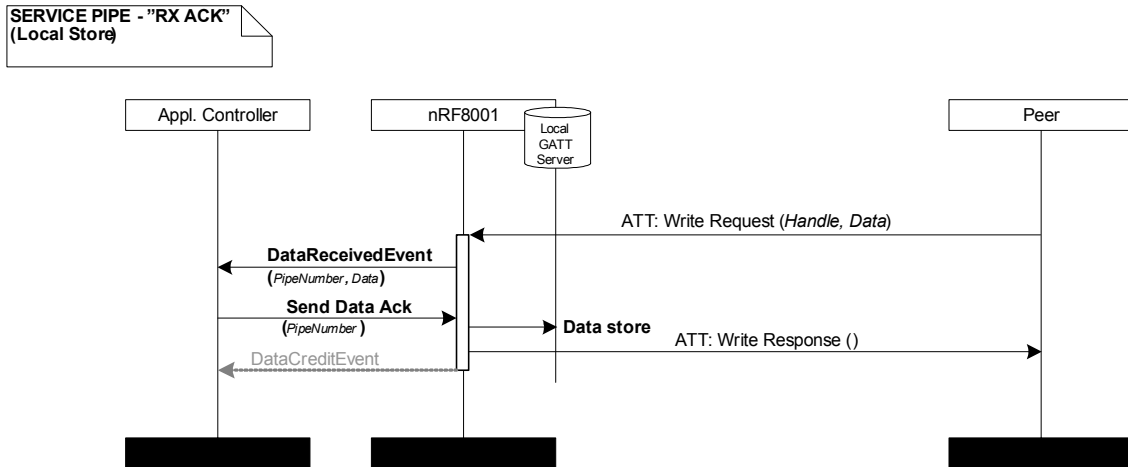 SERVICE PIPE - ”RX ACK”
(Local Store)
Appl. Controller
nRF8001
Local
GATT
Server
Peer
ATT: Write Request (Handle, Data)
DataReceivedEvent
(PipeNumber, Data)
Send Data Ack
(PipeNumber)
Data store
ATT: Write Response ()
DataCreditEvent